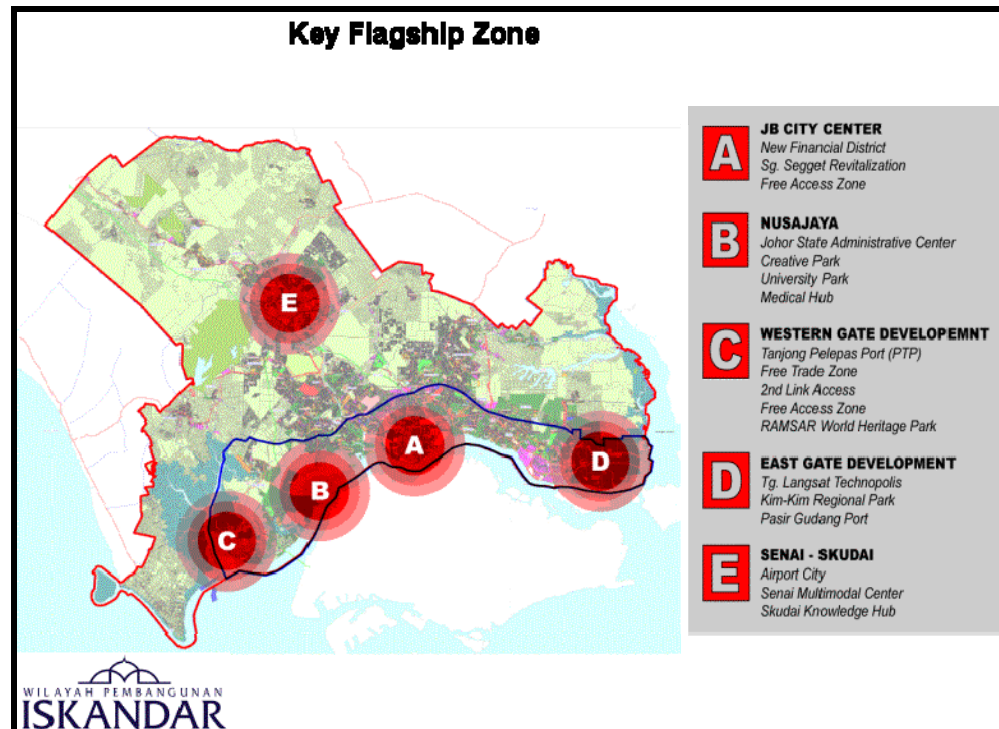 Key Flagship Zone
E
A
B
C
D
A
JB CITY CENTER
New Financial District
Sg. Segget Revitalization
Free Access Zone
B
NUSAJAYA
Johor State Administrative Center
Creative Park
University Park
Medical Hub
C
WESTERN GATE DEVELOPEMNT
Tanjong Pelepas Port (PTP)
Free Trade Zone
2nd Link Access
Free Access Zone
RAMSAR World Heritage Park
D
EAST GATE DEVELOPMENT
Tg. Langsat Technopolis
Kim-Kim Regional Park
Pasir Gudang Port
E
SENAI - SKUDAI
Airport City
Senai Multimodal Center
Skudai Knowledge Hub
WILAYAH PEMBANGUNAN
ISKANDAR